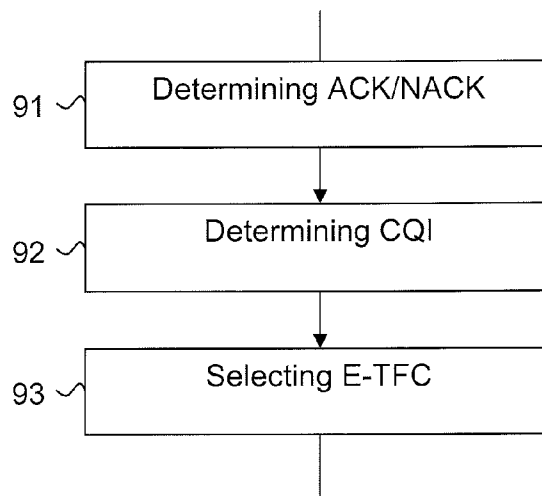 91
Determining ACK/NACK
92
Determining CQI
93
Selecting E-TFC